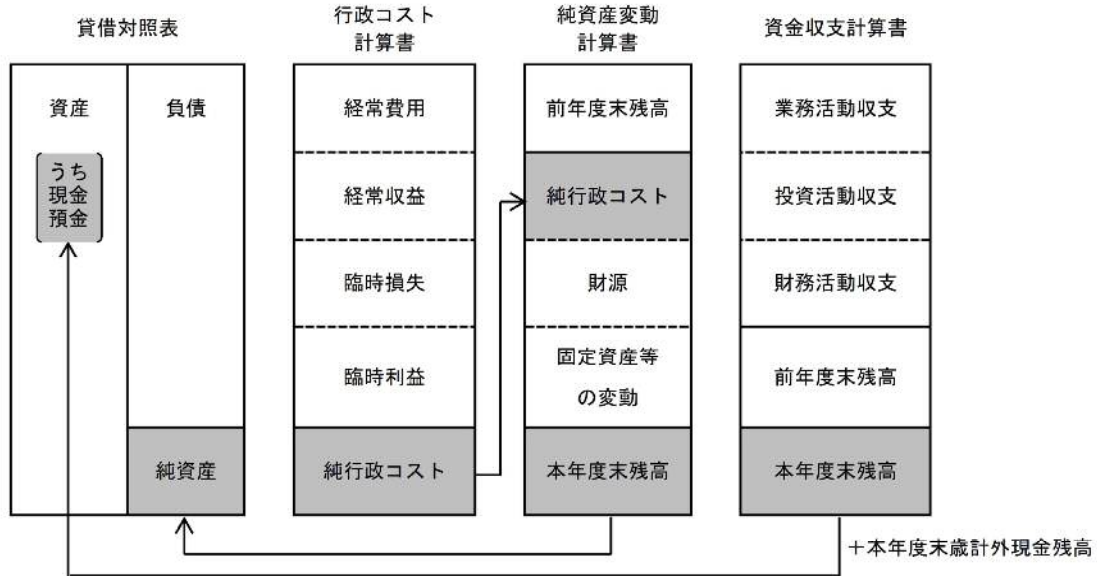 貸借対照表
行政コスト
計算書
純資産変動
計算書
資金収支計算書
資産
負債
うち
現金
預金
純資産
経常費用
経常収益
臨時損失
臨時利益
純行政コスト
前年度末残高
純行政コスト
財源
固定資産等
の変動
本年度末残高
業務活動収支
投資活動収支
財務活動収支
前年度末残高
本年度末残高
＋本年度末歳計外現金残高